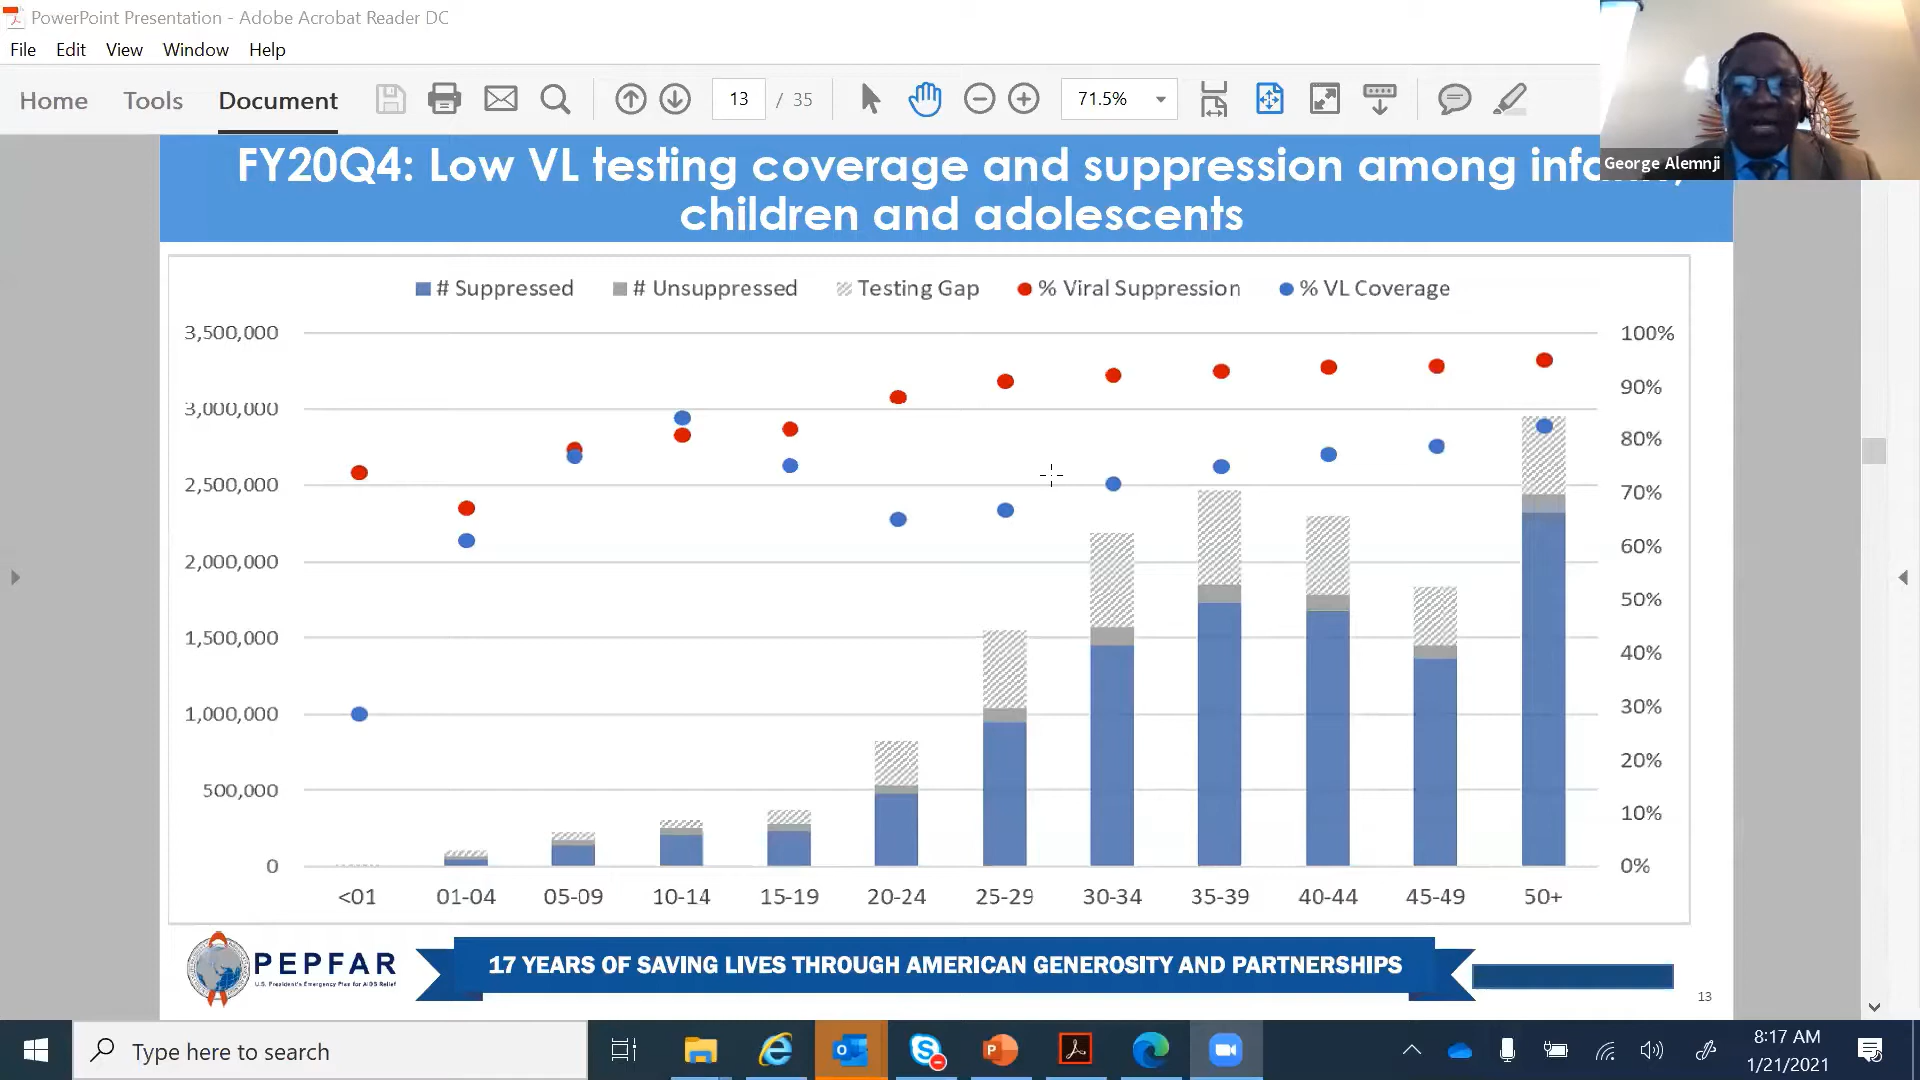 PowerPoint Presentation - Adobe Acrobat Reader DC
File Edit View Window Help
Home Tools Document 13 / 35 71.5%
George Alemnji
FY20Q4: Low VL testing coverage and suppression among
children and adolescents
# Suppressed # Unsuppressed Testing Gap % Viral Suppression % VL Coverage
3,500,000 100%
90%
3,000,000
80%
2,500,000
70%
2,000,000
60%
50%
1,500,000
40%
1,000,000
30%
20%
500,000
10%
0 0%
<01 01-04 05-09 10-14 15-19 20-24 25-29 30-34 35-39 40-44 45-49 50+
PEPFAR
U.S. President's Emergency Plan for AIDS Relief
17 YEARS OF SAVING LIVES THROUGH AMERICAN GENEROSITY AND PARTNERSHIPS
13
Type here to search
8:17 AM
1/21/2021